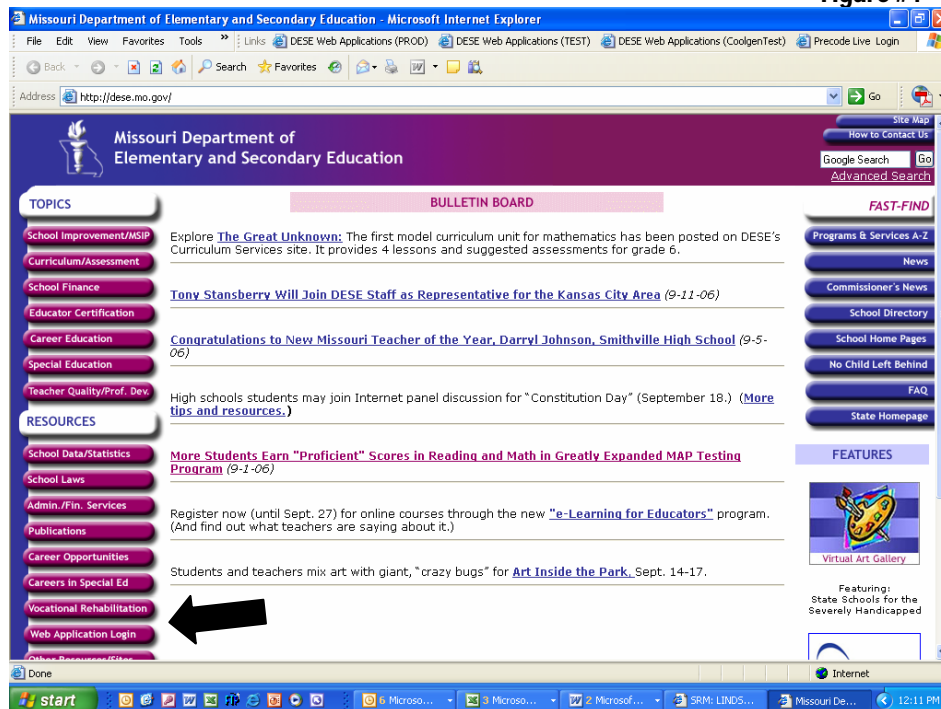 Missouri Department of Elementary and Secondary Education - Microsoft Internet Explorer
File Edit View Favorites Tools » Links DESE Web Applications (PROD) DESE Web Applications (TEST) DESE Web Applications (CoolgenTest) Precode Live Login
Back Search Favorites
Address http://dese.mo.gov/ Go
Missouri Department of
Elementary and Secondary Education
Site Map
How to Contact Us
Google Search Go
Advanced Search
TOPICS
School Improvement/MSIP
Curriculum/Assessment
School Finance
Educator Certification
Career Education
Special Education
Teacher Quality/Prof. Dev.
RESOURCES
School Data/Statistics
School Laws
Admin./Fin. Services
Publications
Career Opportunities
Careers in Special Ed
Vocational Rehabilitation
Web Application Login
Other Resources/Sites
BULLETIN BOARD
Explore The Great Unknown: The first model curriculum unit for mathematics has been posted on DESE's
Curriculum Services site. It provides 4 lessons and suggested assessments for grade 6.
Tony Stansberry Will Join DESE Staff as Representative for the Kansas City Area (9-11-06)
Congratulations to New Missouri Teacher of the Year, Darryl Johnson, Smithville High School (9-5-
06)
High schools students may join Internet panel discussion for "Constitution Day" (September 18.) (More
tips and resources.)
More Students Earn "Proficient" Scores in Reading and Math in Greatly Expanded MAP Testing
Program (9-1-06)
Register now (until Sept. 27) for online courses through the new "e-Learning for Educators" program.
(And find out what teachers are saying about it.)
Students and teachers mix art with giant, "crazy bugs" for Art Inside the Park, Sept. 14-17.
FAST-FIND
Programs & Services A-Z
News
Commissioner's News
School Directory
School Home Pages
No Child Left Behind
FAQ
State Homepage
FEATURES
Virtual Art Gallery
Featuring:
State Schools for the
Severely Handicapped
Done Internet
start 6 Microso... 3 Microso... 2 Microsof... SRM: LINDS... Missouri De... 12:11 PM